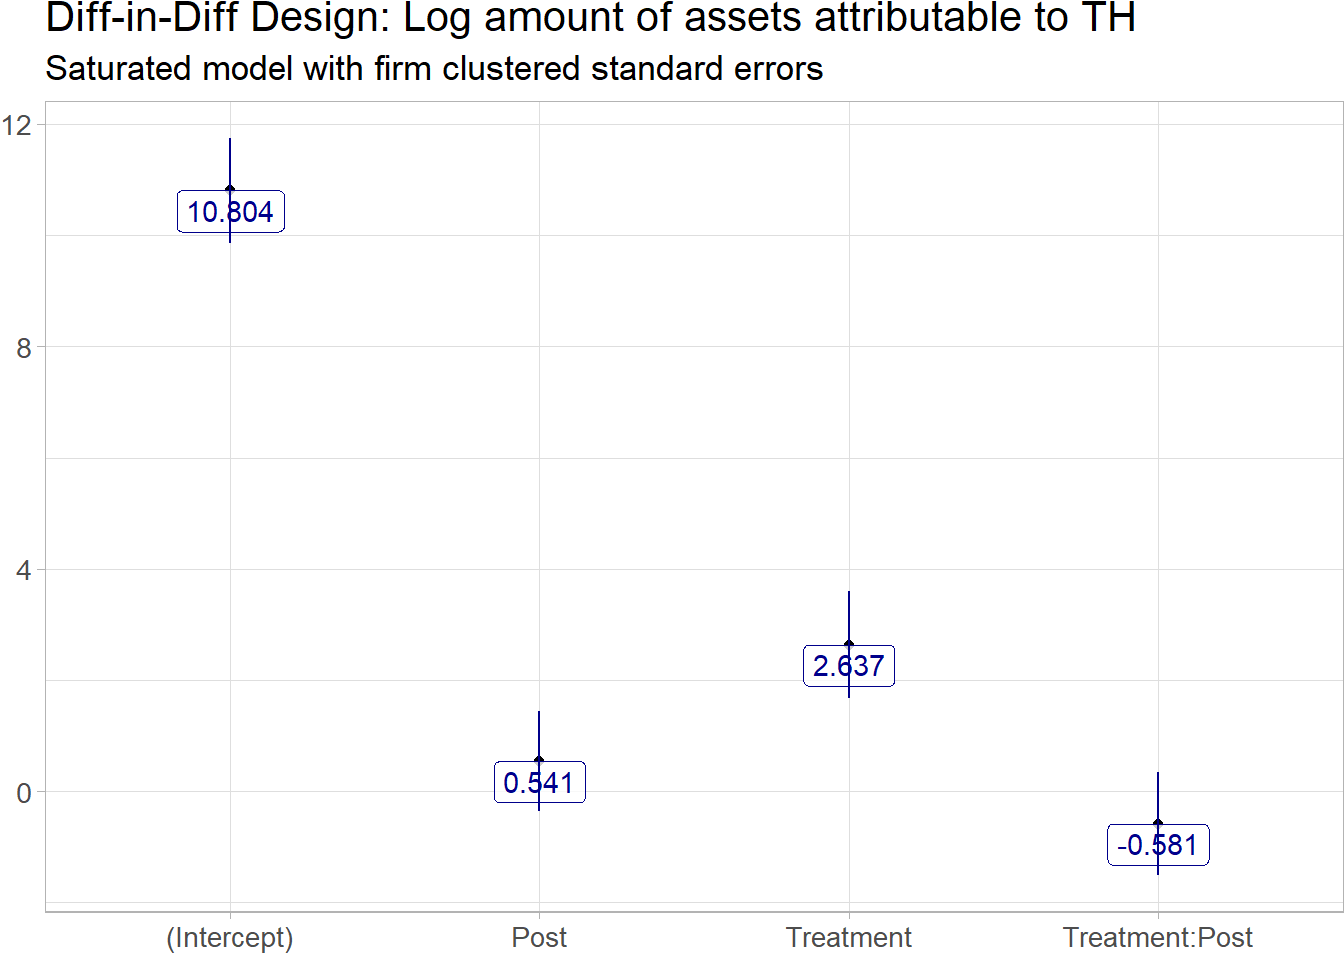 Diff-in-Diff Design: Log amount of assets attributable to TH
Saturated model with firm clustered standard errors
12
10.804
8
4
2.637
0.541
0
-0.581
(Intercept)
Post
Treatment
Treatment:Post